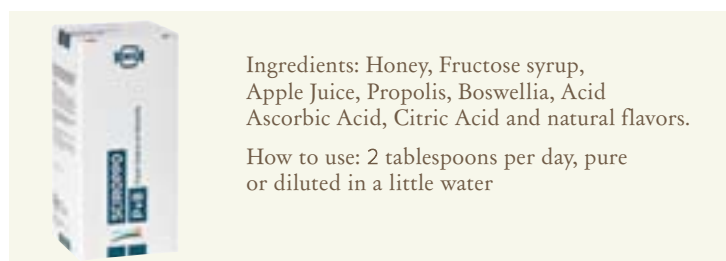 Ingredients: Honey, Fructose syrup,
Apple Juice, Propolis, Boswellia, Acid
Ascorbic Acid, Citric Acid and natural flavors.
How to use: 2 tablespoons per day, pure
or diluted in a little water
SCIROPPO
P+B